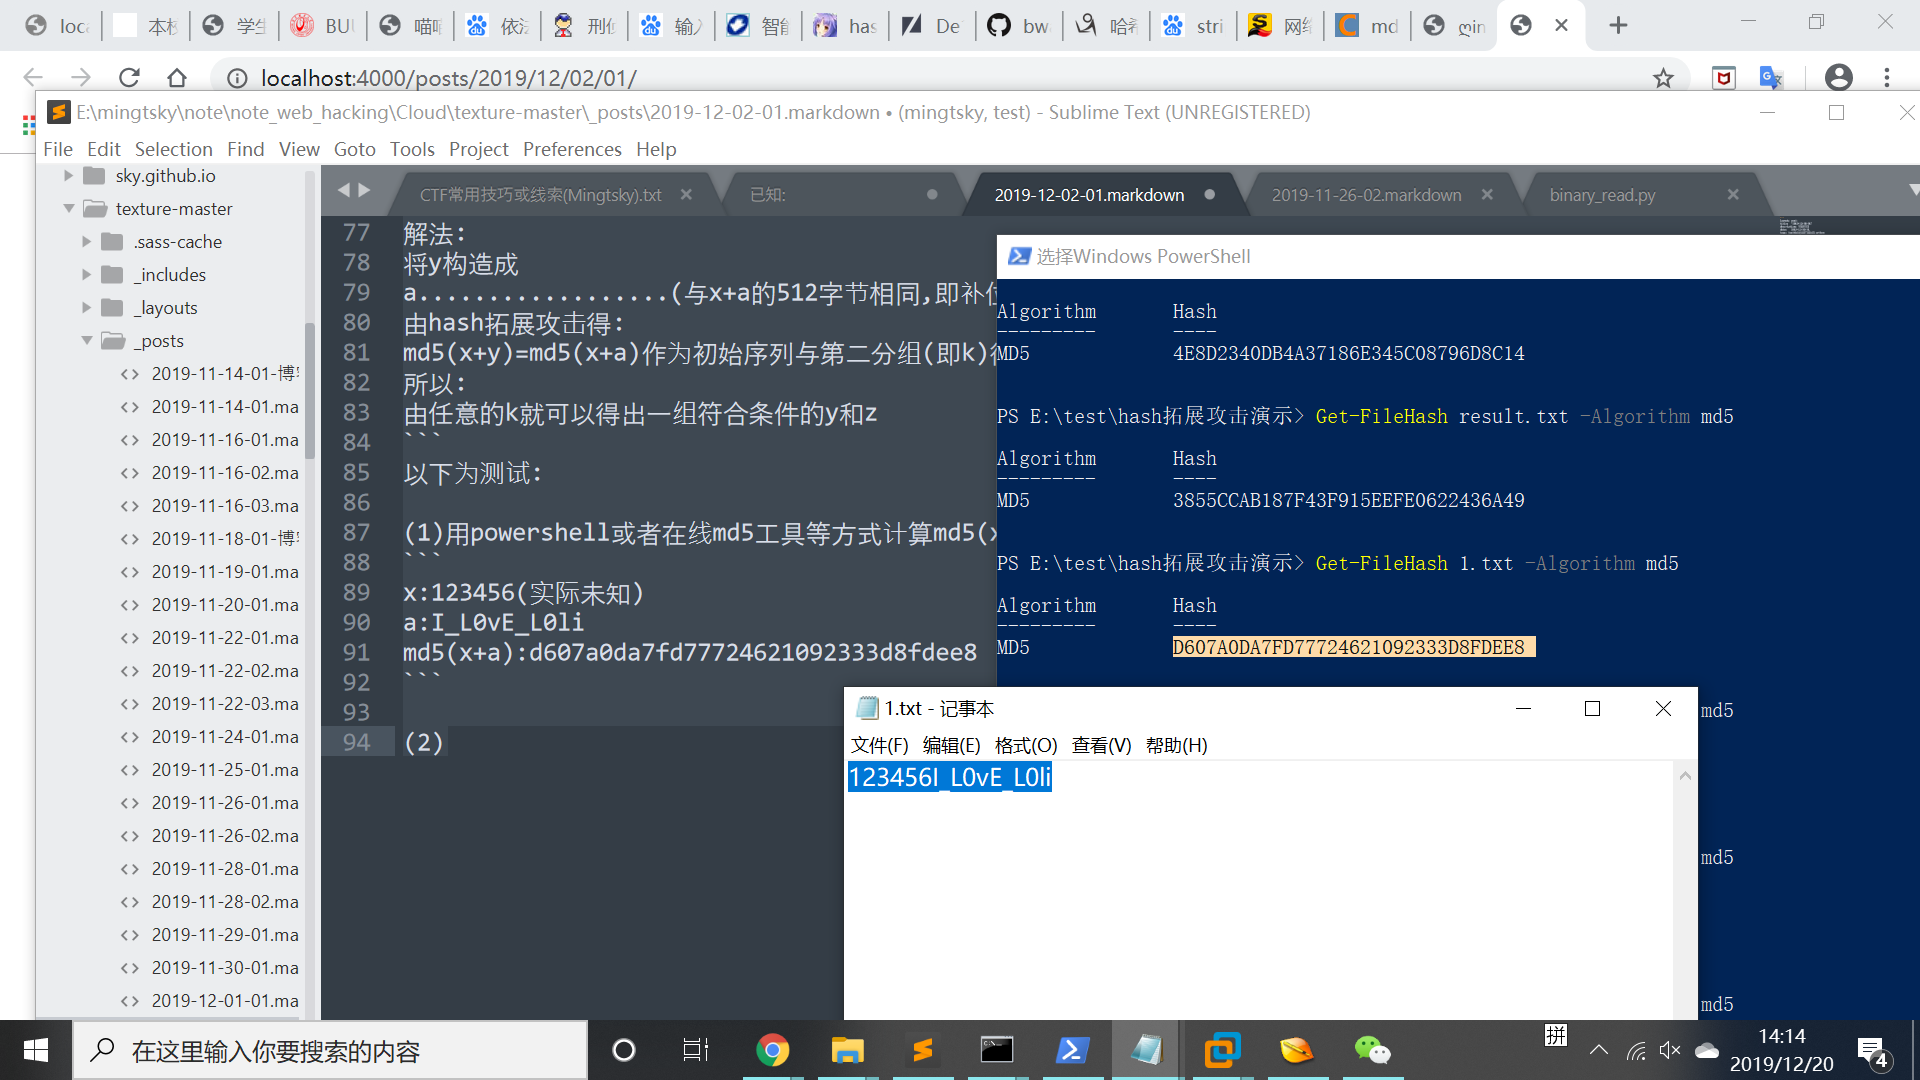 loca
本校
学生
BUU
喵喵
依法
刑侦
输入
智能
has
De
bw
哈希
stri
网络
md
ღin
localhost:4000/posts/2019/12/02/01/
E:\mingtsky\note\note_web_hacking\Cloud\texture-master\_posts\2019-12-02-01.markdown • (mingtsky, test) - Sublime Text (UNREGISTERED)
File Edit Selection Find View Goto Tools Project Preferences Help
sky.github.io
texture-master
.sass-cache
_includes
_layouts
_posts
2019-11-14-01-博
2019-11-14-01.ma
2019-11-16-01.ma
2019-11-16-02.ma
2019-11-16-03.ma
2019-11-18-01-博
2019-11-19-01.ma
2019-11-20-01.ma
2019-11-22-01.ma
2019-11-22-02.ma
2019-11-22-03.ma
2019-11-24-01.ma
2019-11-25-01.ma
2019-11-26-01.ma
2019-11-26-02.ma
2019-11-28-01.ma
2019-11-28-02.ma
2019-11-29-01.ma
2019-11-30-01.ma
2019-12-01-01.ma
CTF常用技巧或线索(Mingtsky).txt
已知:
2019-12-02-01.markdown
2019-11-26-02.markdown
binary_read.py
77 解法:
78 将y构造成
79 a..................(与x+a的512字节相同,即补位
80 由hash拓展攻击得:
81 md5(x+y)=md5(x+a)作为初始序列与第二分组(即k)得
82 所以:
83 由任意的k就可以得出一组符合条件的y和z
84 ```
85 以下为测试:
86
87 (1)用powershell或者在线md5工具等方式计算md5(x
88 ```
89 x:123456(实际未知)
90 a:I_L0vE_L0li
91 md5(x+a):d607a0da7fd77724621092333d8fdee8
92 ```
93
94 (2)
选择Windows PowerShell
Algorithm Hash
--------- ----
MD5 4E8D2340DB4A37186E345C08796D8C14
PS E:\test\hash拓展攻击演示> Get-FileHash result.txt -Algorithm md5
Algorithm Hash
--------- ----
MD5 3855CCAB187F43F915EEFE0622436A49
PS E:\test\hash拓展攻击演示> Get-FileHash 1.txt -Algorithm md5
Algorithm Hash
--------- ----
MD5 D607A0DA7FD77724621092333D8FDEE8
md5
md5
md5
1.txt - 记事本
文件(F) 编辑(E) 格式(O) 查看(V) 帮助(H)
123456I_L0vE_L0li
在这里输入你要搜索的内容
拼
14:14
2019/12/20
4